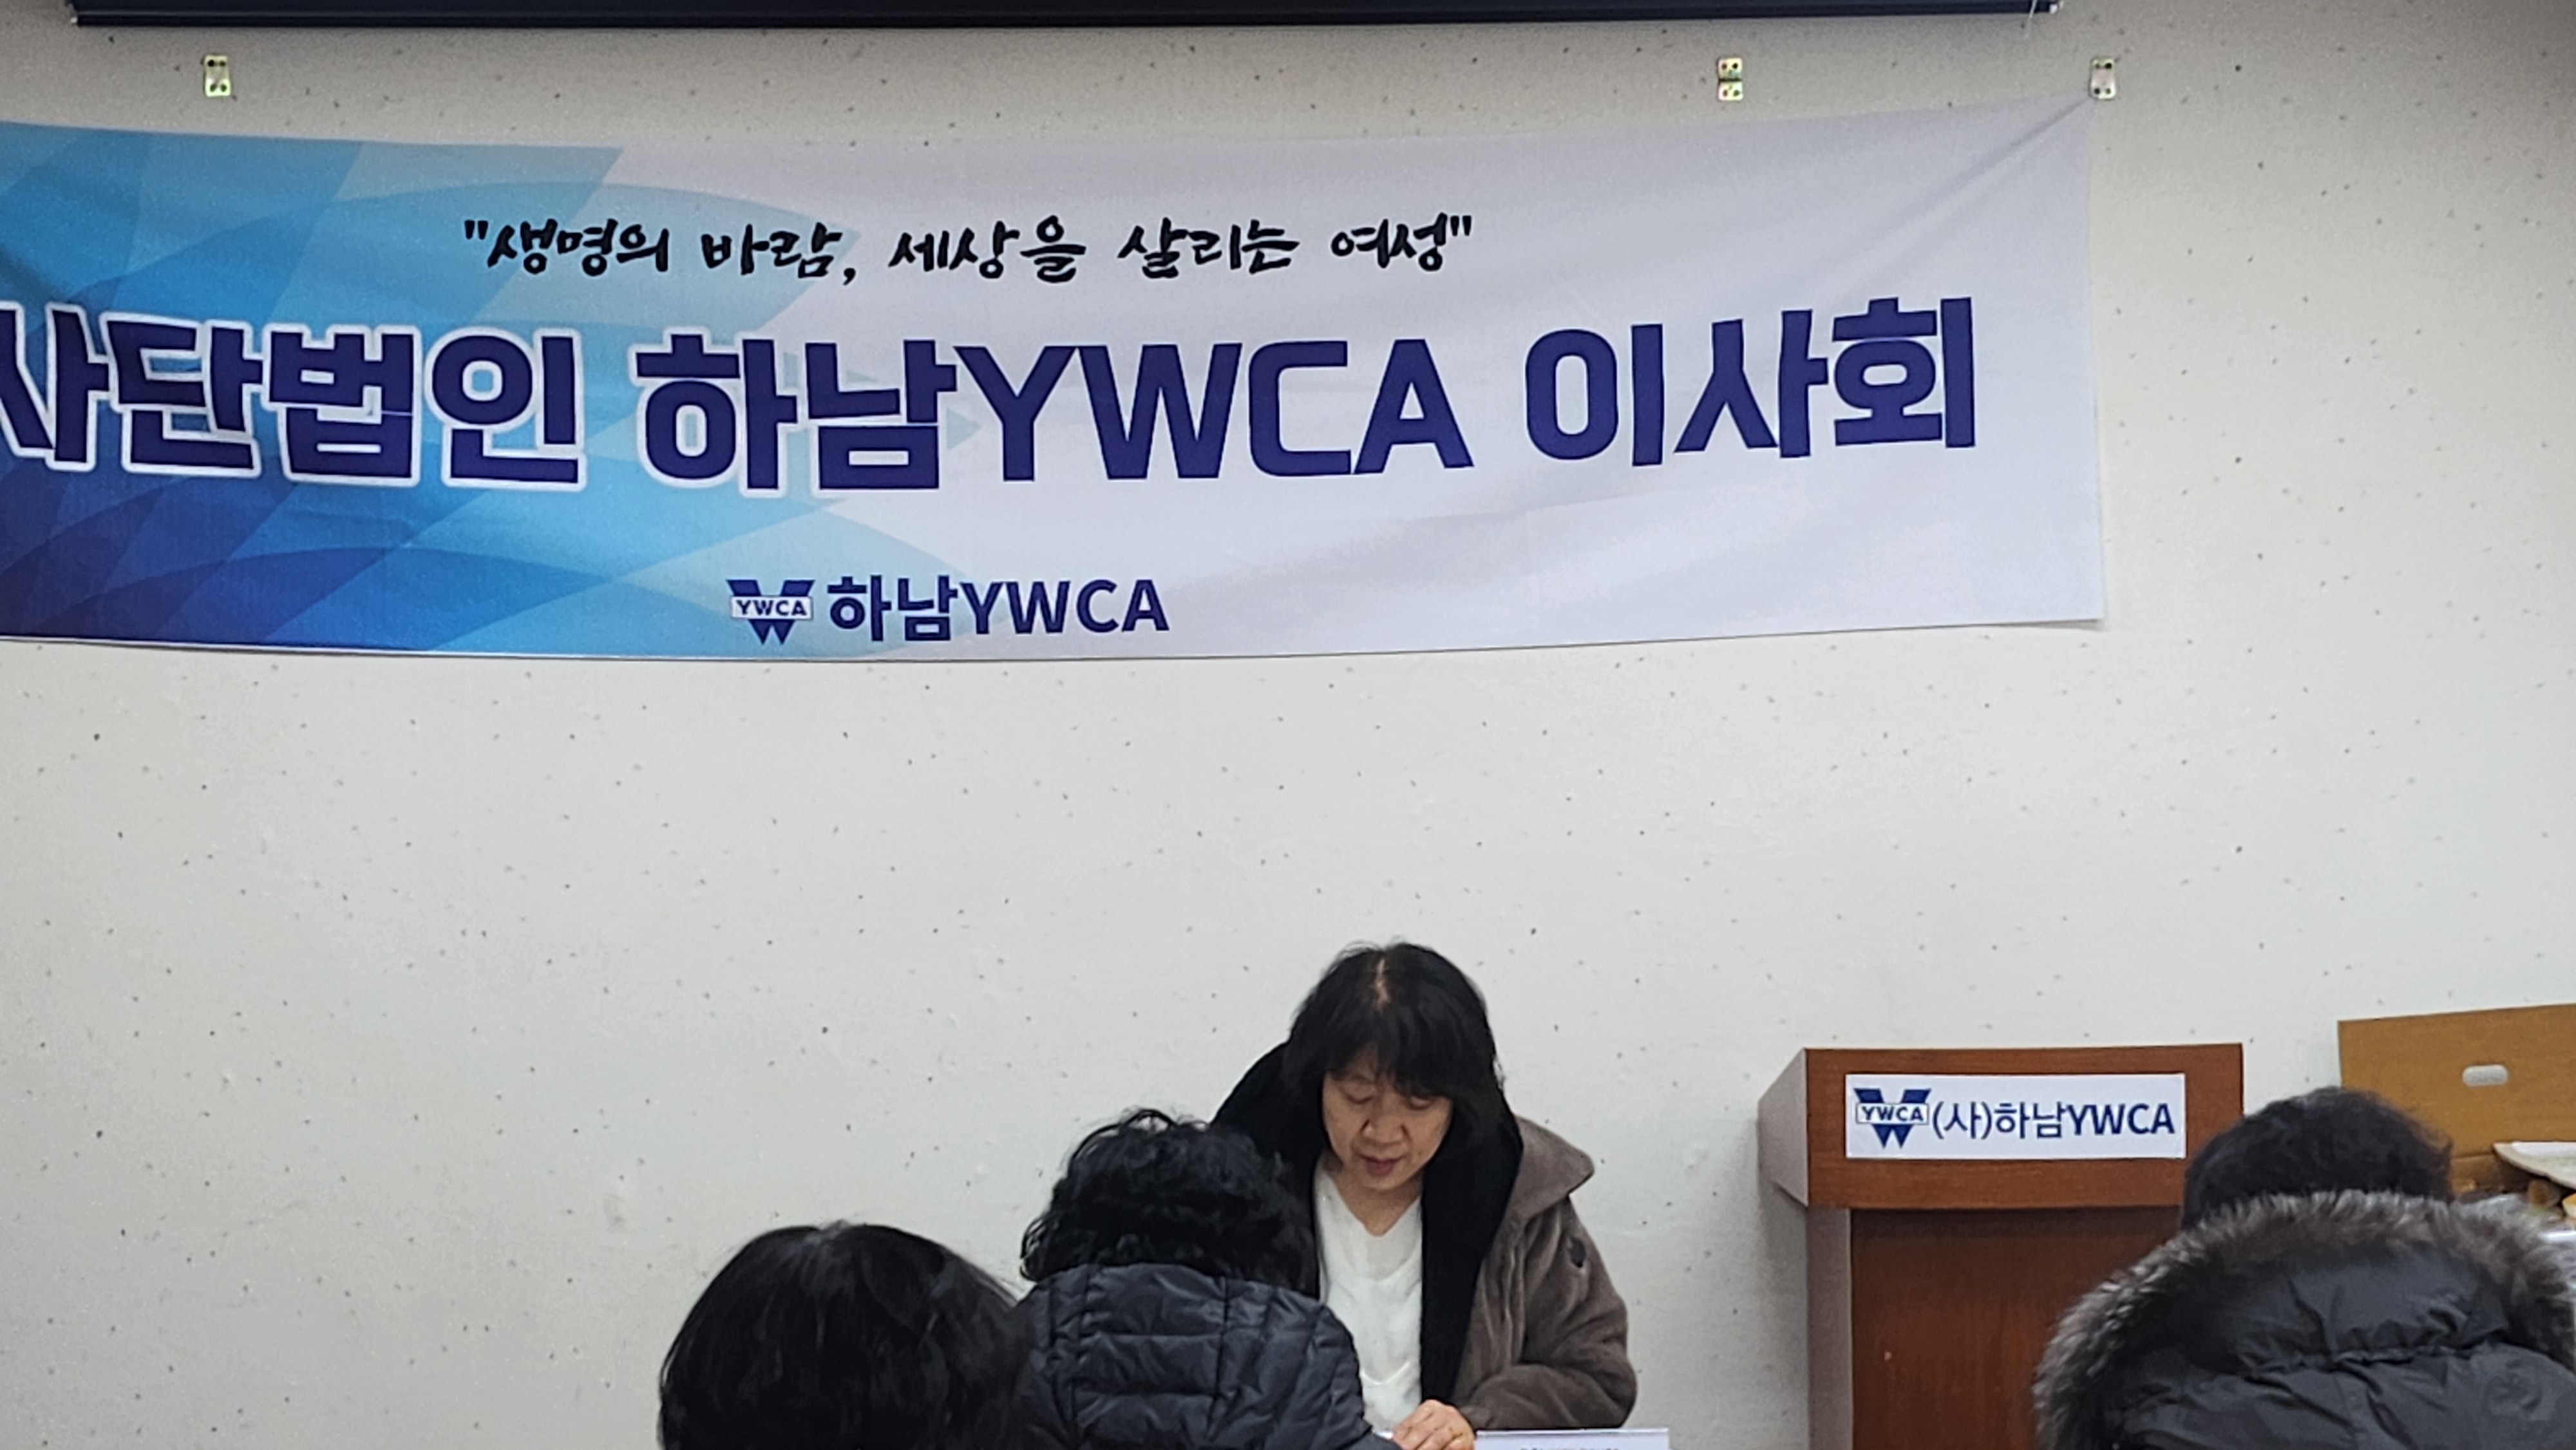 "생명의 바람, 세상을 살리는 여성"
사단법인 하남YWCA 이사회
YWCA 하남YWCA
YWCA (사)하남YWCA